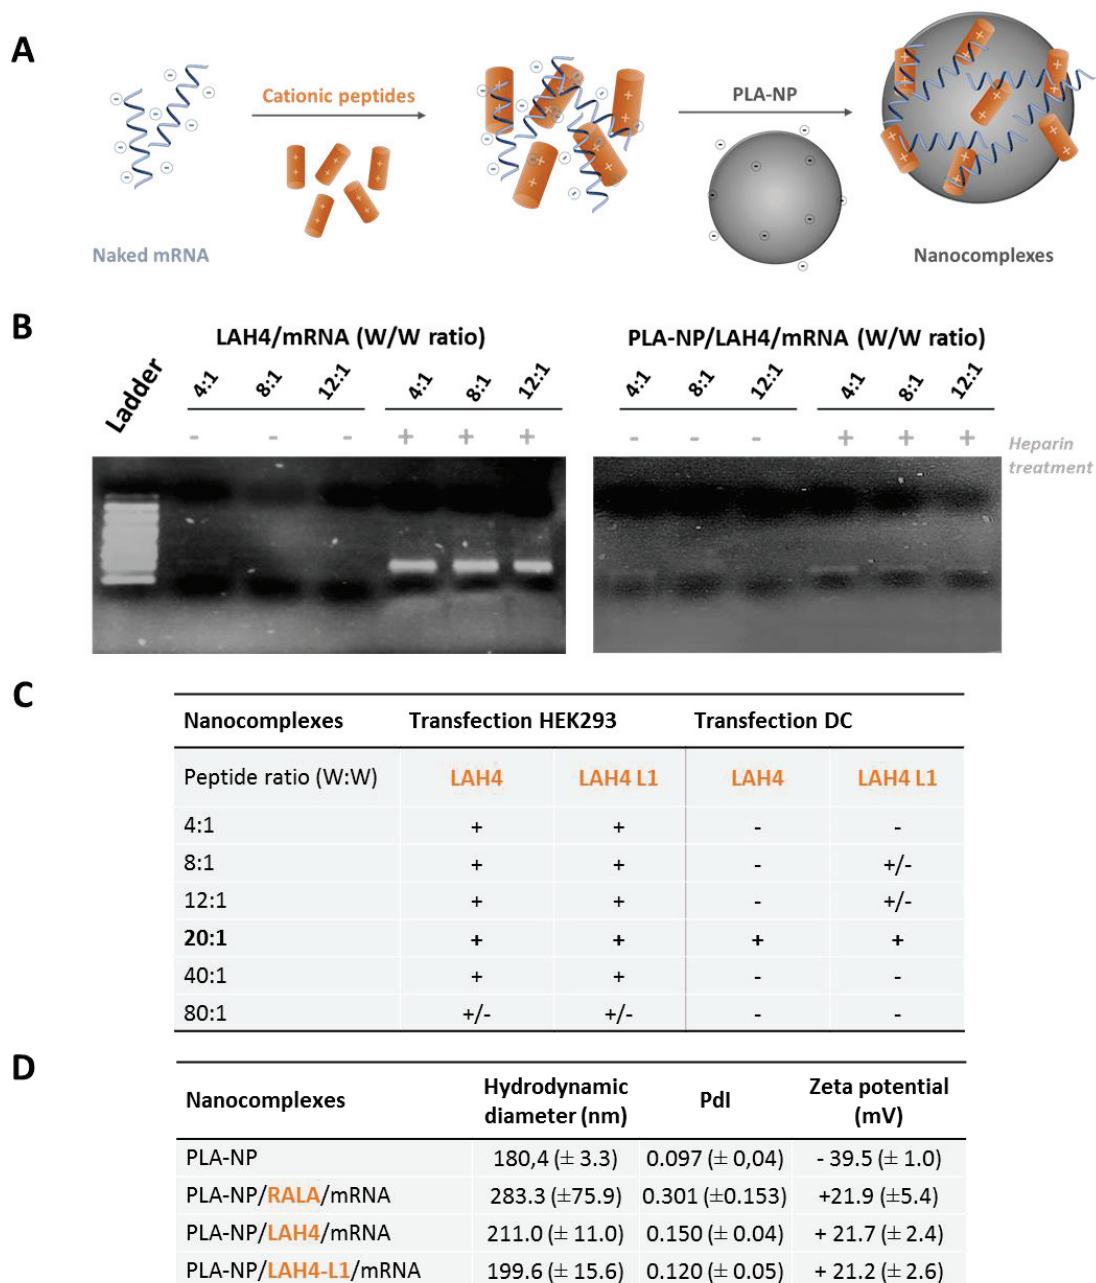 A
Cationic peptides
PLA-NP
Naked mRNA
Nanocomplexes
B
LAH4/mRNA (W/W ratio)
PLA-NP/LAH4/mRNA (W/W ratio)
Ladder
4:1 8:1 12:1 4:1 8:1 12:1
4:1 8:1 12:1 4:1 8:1 12:1
- - - + + +
- - - + + +
Heparin
treatment
C
Nanocomplexes Transfection HEK293 Transfection DC
Peptide ratio (W:W) LAH4 LAH4 L1 LAH4 LAH4 L1
4:1 + + - -
8:1 + + - +/-
12:1 + + - +/-
20:1 + + + +
40:1 + + - -
80:1 +/- +/- - -
D
Nanocomplexes Hydrodynamic diameter (nm) PdI Zeta potential (mV)
PLA-NP 180,4 (± 3.3) 0.097 (± 0,04) - 39.5 (± 1.0)
PLA-NP/RALA/mRNA 283.3 (±75.9) 0.301 (±0.153) +21.9 (±5.4)
PLA-NP/LAH4/mRNA 211.0 (± 11.0) 0.150 (± 0.04) + 21.7 (± 2.4)
PLA-NP/LAH4-L1/mRNA 199.6 (± 15.6) 0.120 (± 0.05) + 21.2 (± 2.6)